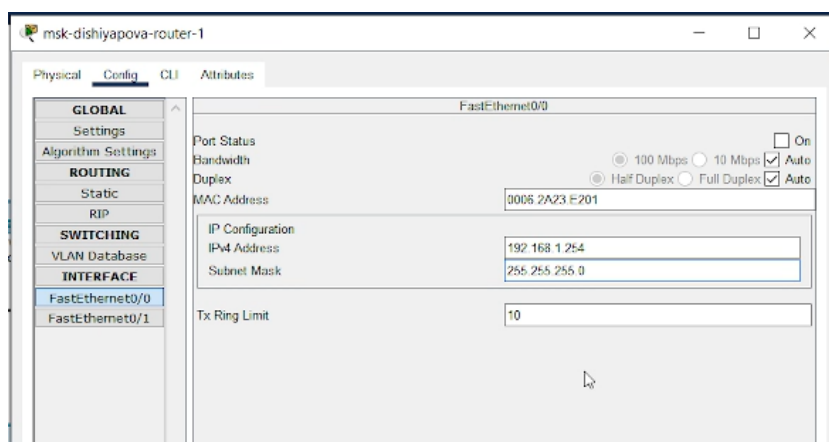 msk-dishiyapova-router-1
Physical Config CLI Attributes
GLOBAL
Settings
Algorithm Settings
ROUTING
Static
RIP
SWITCHING
VLAN Database
INTERFACE
FastEthernet0/0
FastEthernet0/1
FastEthernet0/0
Port Status On
Bandwidth 100 Mbps 10 Mbps Auto
Duplex Half Duplex Full Duplex Auto
MAC Address 0006.2A23.E201
IP Configuration
IPv4 Address 192.168.1.254
Subnet Mask 255.255.255.0
Tx Ring Limit 10